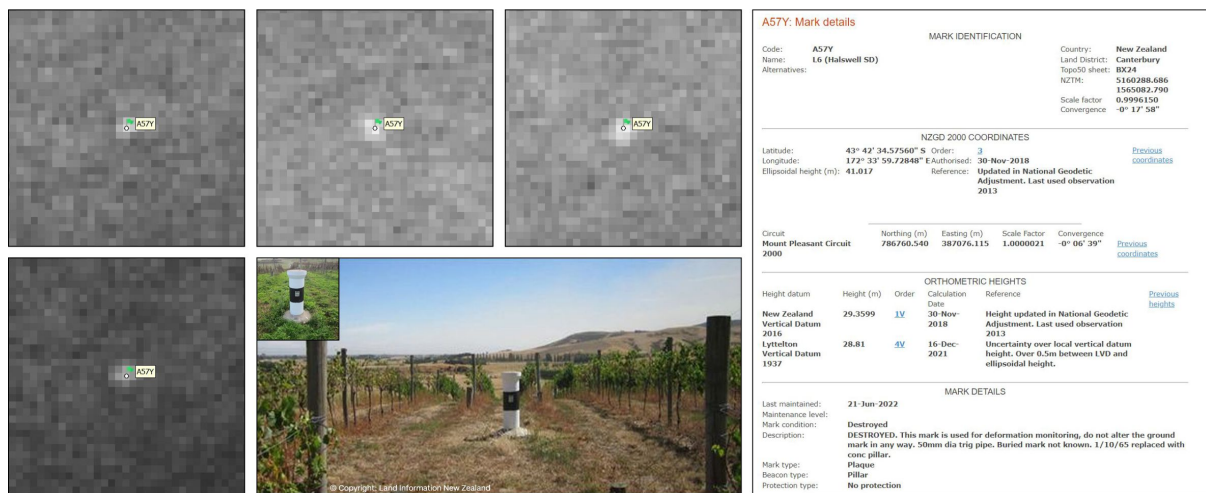 A57Y
A57Y
A57Y
A57Y
© Copyright: Land Information New Zealand
A57Y: Mark details
MARK IDENTIFICATION
Code: A57Y Country: New Zealand
Name: L6 (Halswell SD) Land District: Canterbury
Alternatives: Topo50 sheet: BX24
NZTM: 5160288.686
1565082.790
Scale factor 0.9996150
Convergence -0° 17' 58"
NZGD 2000 COORDINATES
Latitude: 43° 42' 34.57560" S Order: 3 Previous
Longitude: 172° 33' 59.72848" E Authorised: 30-Nov-2018 coordinates
Ellipsoidal height (m): 41.017 Reference: Updated in National Geodetic
Adjustment. Last used observation
2013
Circuit Northing (m) Easting (m) Scale Factor Convergence
Mount Pleasant Circuit 786760.540 387076.115 1.0000021 -0° 06' 39" Previous
2000 coordinates
ORTHOMETRIC HEIGHTS
Height datum Height (m) Order Calculation Reference Previous
Date heights
New Zealand 29.3599 1V 30-Nov- Height updated in National Geodetic
Vertical Datum 2018 Adjustment. Last used observation
2016 2013
Lyttelton 28.81 4V 16-Dec- Uncertainty over local vertical datum
Vertical Datum 2021 height. Over 0.5m between LVD and
1937 ellipsoidal height.
MARK DETAILS
Last maintained: 21-Jun-2022
Maintenance level:
Mark condition: Destroyed
Description: DESTROYED. This mark is used for deformation monitoring, do not alter the ground
mark in any way. 50mm dia trig pipe. Buried mark not known. 1/10/65 replaced with
conc pillar.
Mark type: Plaque
Beacon type: Pillar
Protection type: No protection